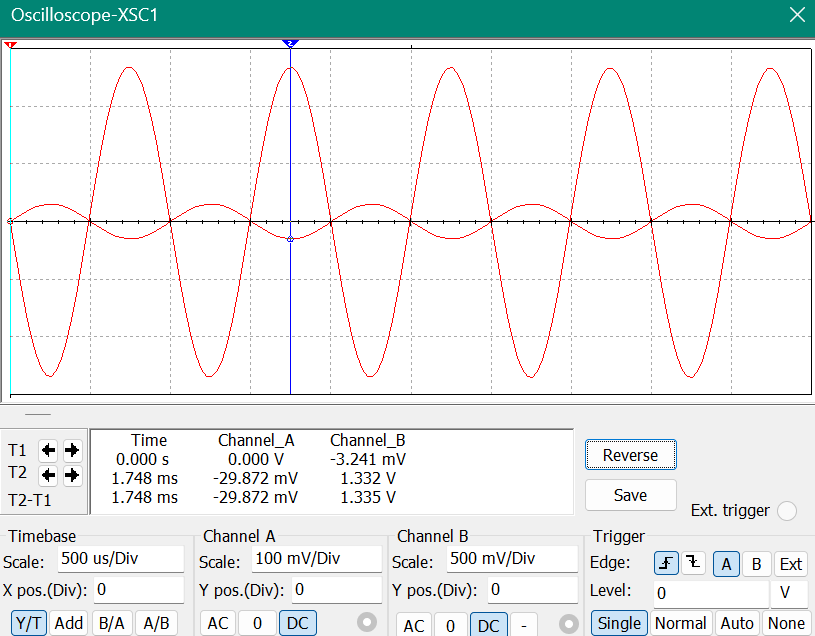 Oscilloscope-XSC1
1
2
Time Channel_A Channel_B
T1 0.000 s 0.000 V -3.241 mV
T2 1.748 ms -29.872 mV 1.332 V
T2-T1 1.748 ms -29.872 mV 1.335 V
Reverse
Save
Ext. trigger
Timebase
Scale: 500 us/Div
X pos.(Div): 0
Y/T Add B/A A/B
Channel A
Scale: 100 mV/Div
Y pos.(Div): 0
AC 0 DC
Channel B
Scale: 500 mV/Div
Y pos.(Div): 0
AC 0 DC -
Trigger
Edge: A B Ext
Level: 0 V
Single Normal Auto None